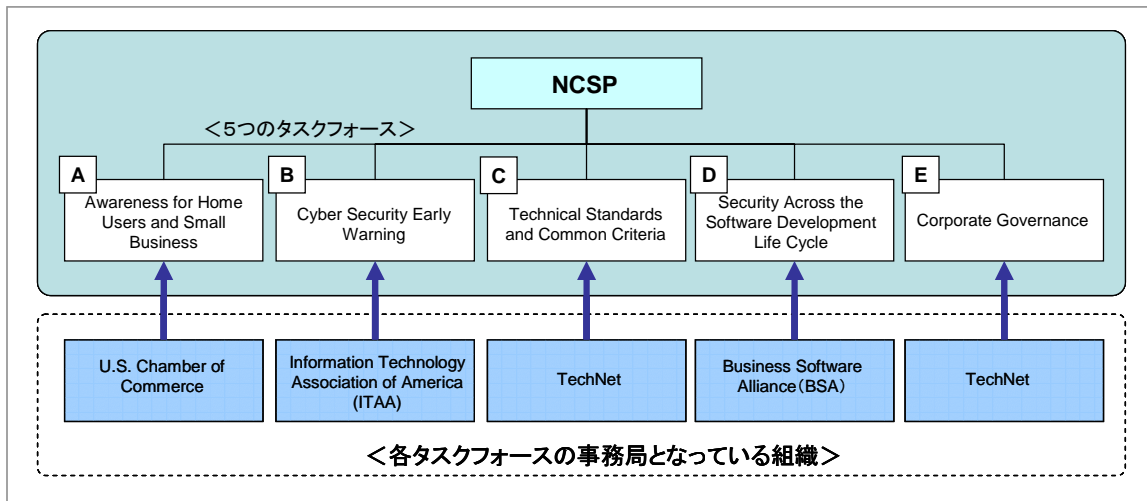 NCSP
＜５つのタスクフォース＞
A
Awareness for Home
Users and Small
Business
B
Cyber Security Early
Warning
C
Technical Standards
and Common Criteria
D
Security Across the
Software Development
Life Cycle
E
Corporate Governance
U.S. Chamber of
Commerce
Information Technology
Association of America
(ITAA)
TechNet
Business Software
Alliance（BSA）
TechNet
＜各タスクフォースの事務局となっている組織＞